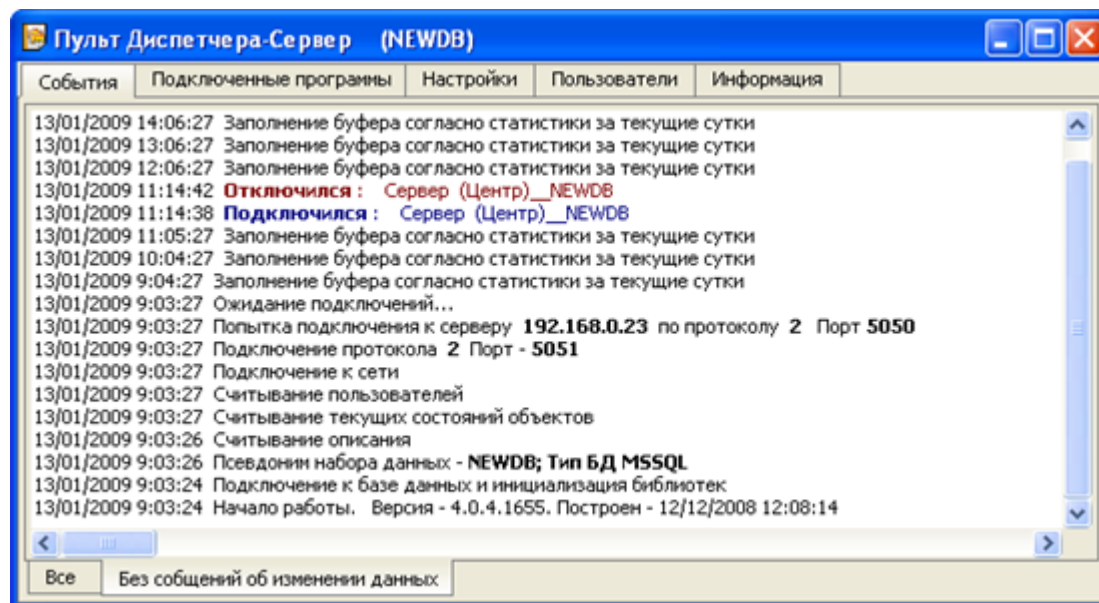 Пульт Диспетчера-Сервер (NEWDB)
События Подключенные программы Настройки Пользователи Информация
13/01/2009 14:06:27 Заполнение буфера согласно статистики за текущие сутки
13/01/2009 13:06:27 Заполнение буфера согласно статистики за текущие сутки
13/01/2009 12:06:27 Заполнение буфера согласно статистики за текущие сутки
13/01/2009 11:14:42 Отключился : Сервер (Центр)__NEWDB
13/01/2009 11:14:38 Подключился : Сервер (Центр)__NEWDB
13/01/2009 11:05:27 Заполнение буфера согласно статистики за текущие сутки
13/01/2009 10:04:27 Заполнение буфера согласно статистики за текущие сутки
13/01/2009 9:04:27 Заполнение буфера согласно статистики за текущие сутки
13/01/2009 9:03:27 Ожидание подключений...
13/01/2009 9:03:27 Попытка подключения к серверу 192.168.0.23 по протоколу 2 Порт 5050
13/01/2009 9:03:27 Подключение протокола 2 Порт - 5051
13/01/2009 9:03:27 Подключение к сети
13/01/2009 9:03:27 Считывание пользователей
13/01/2009 9:03:27 Считывание текущих состояний объектов
13/01/2009 9:03:26 Считывание описания
13/01/2009 9:03:26 Псевдоним набора данных - NEWDB; Тип БД MSSQL
13/01/2009 9:03:24 Подключение к базе данных и инициализация библиотек
13/01/2009 9:03:24 Начало работы. Версия - 4.0.4.1655. Построен - 12/12/2008 12:08:14
Все Без собщений об изменении данных